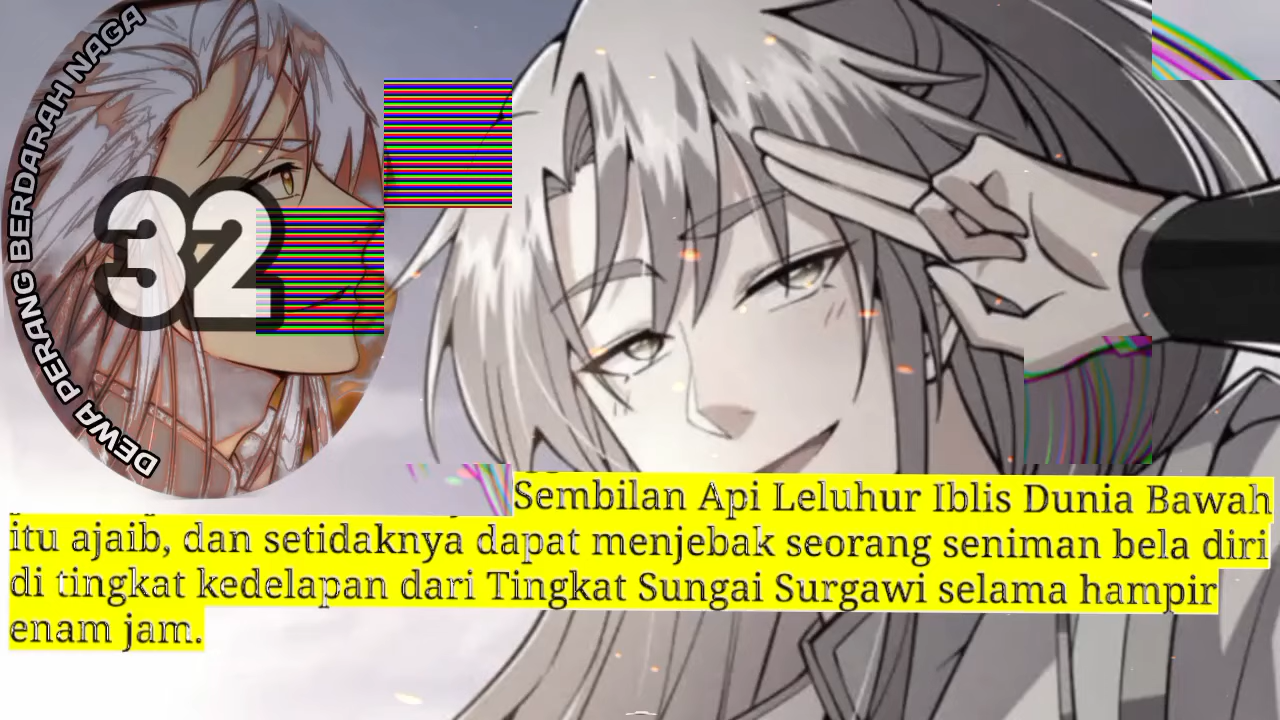 DEWA PERANG BERDARAH NAGA
32
Sembilan Api Leluhur Iblis Dunia Bawah
itu ajaib, dan setidaknya dapat menjebak seorang seniman bela diri
di tingkat kedelapan dari Tingkat Sungai Surgawi selama hampir
enam jam.